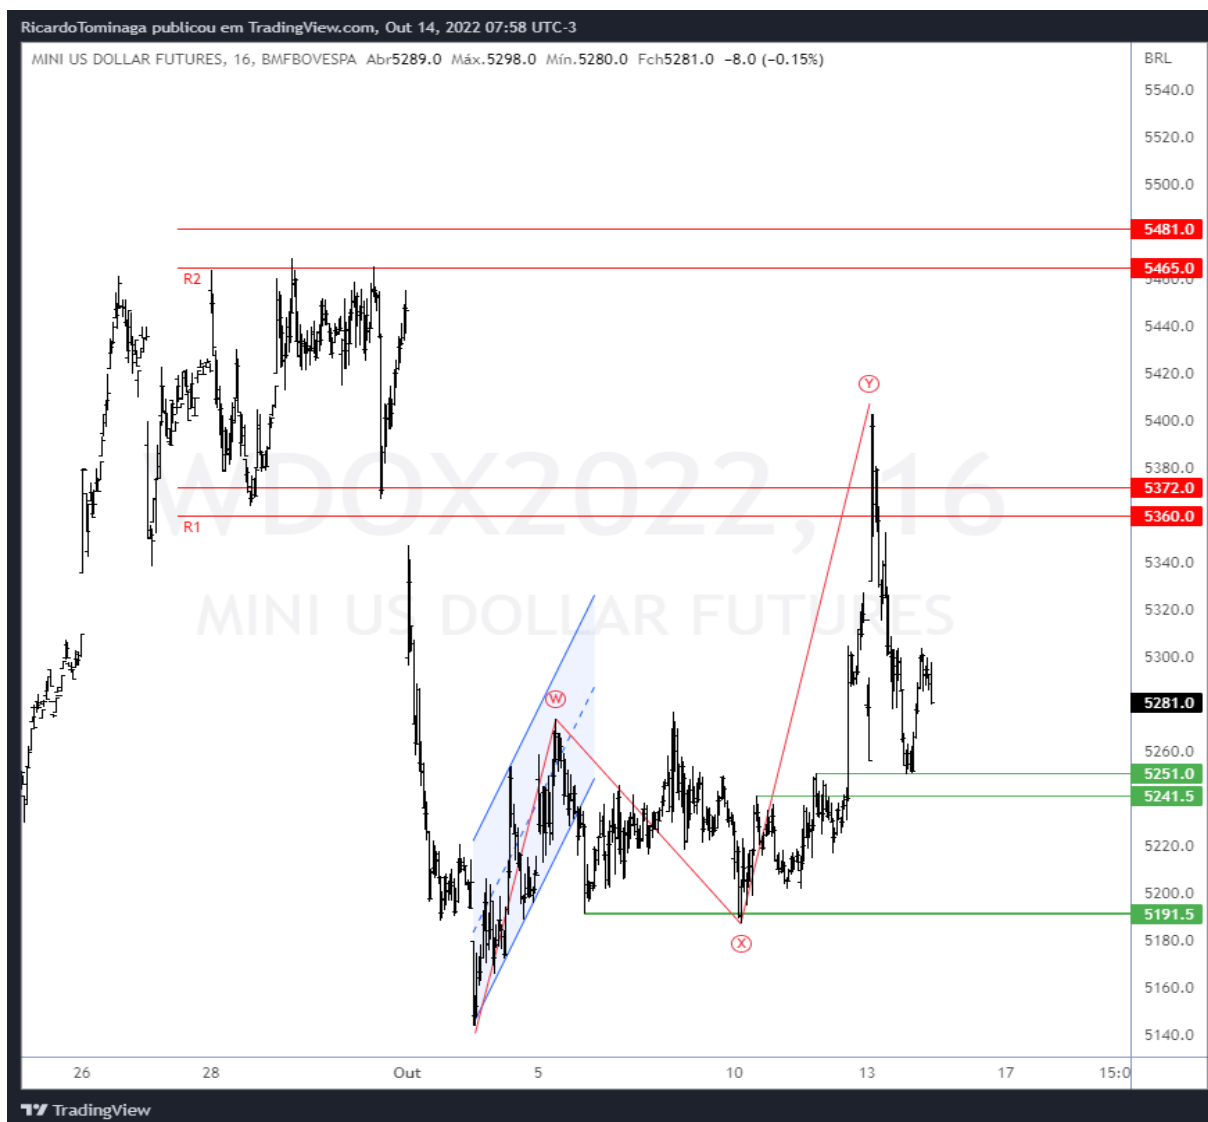 RicardoTominaga publicou em TradingView.com, Out 14, 2022 07:58 UTC-3
MINI US DOLLAR FUTURES, 16, BMFBOVESPA Abr5289.0 Máx.5298.0 Mín.5280.0 Fch5281.0 −8.0 (−0.15%)
BRL
5540.0
5520.0
5500.0
5481.0
5465.0
R2
5460.0
5440.0
5420.0
Y
5400.0
5380.0
WDOX2022, 16
5372.0
5360.0
R1
5340.0
MINI US DOLLAR FUTURES
5320.0
5300.0
W
5281.0
5260.0
5251.0
5241.5
5220.0
5200.0
5191.5
X
5180.0
5160.0
5140.0
26 28 Out 5 10 13 17 15:0
TradingView